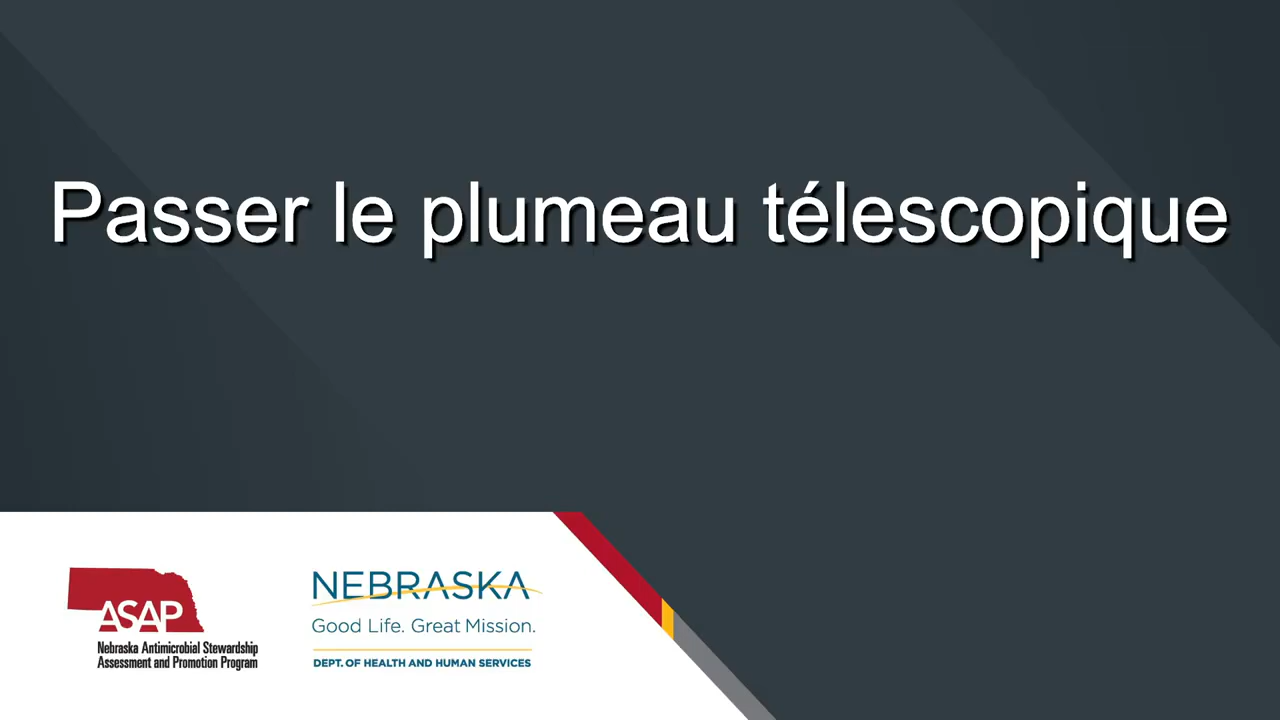 Passer le plumeau télescopique
ASAP
Nebraska Antimicrobial Stewardship
Assessment and Promotion Program
NEBRASKA
Good Life. Great Mission.
DEPT. OF HEALTH AND HUMAN SERVICES